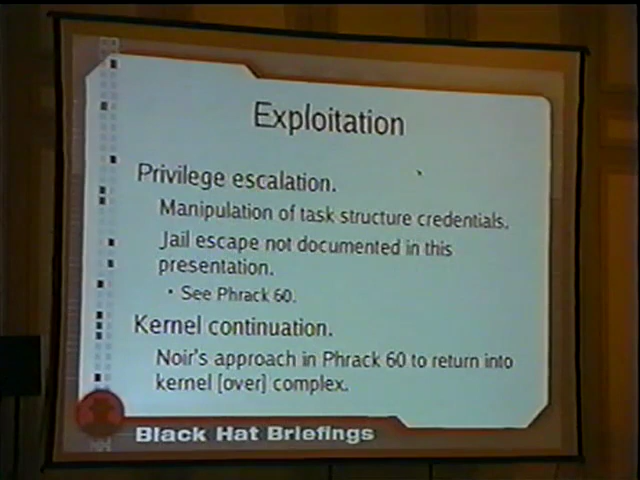 Exploitation
Privilege escalation.
Manipulation of task structure credentials.
Jail escape not documented in this
presentation.
• See Phrack 60.
Kernel continuation.
Noir's approach in Phrack 60 to return into
kernel [over] complex.
Black Hat Briefings